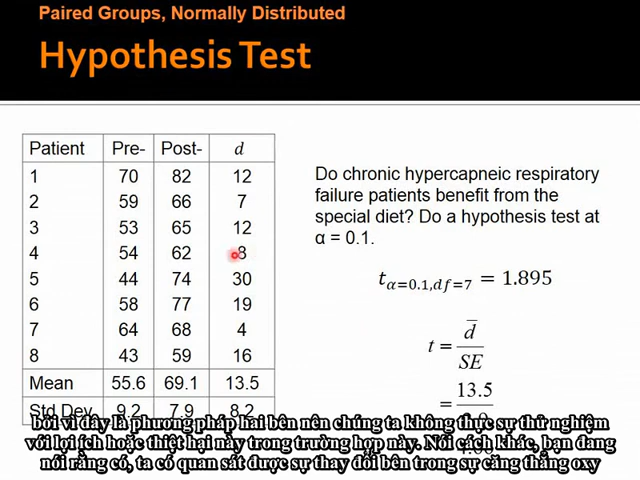 Paired Groups, Normally Distributed
Hypothesis Test
Patient Pre- Post- d
1 70 82 12
2 59 66 7
3 53 65 12
4 54 62 8
5 44 74 30
6 58 77 19
7 64 68 4
8 43 59 16
Mean 55.6 69.1 13.5
Std Dev 9.2 7.9 8.2
Do chronic hypercapneic respiratory
failure patients benefit from the
special diet? Do a hypothesis test at
α = 0.1.
t_{α=0.1,df=7} = 1.895
t = d̅ / SE
= 13.5
bởi vì đây là phương pháp hai bên nên chúng ta không thực sự thử nghiệm
với lợi ích hoặc thiệt hại này trong trường hợp này. Nói cách khác, bạn đang
nói rằng có, ta có quan sát được sự thay đổi bên trong sự căng thẳng oxy